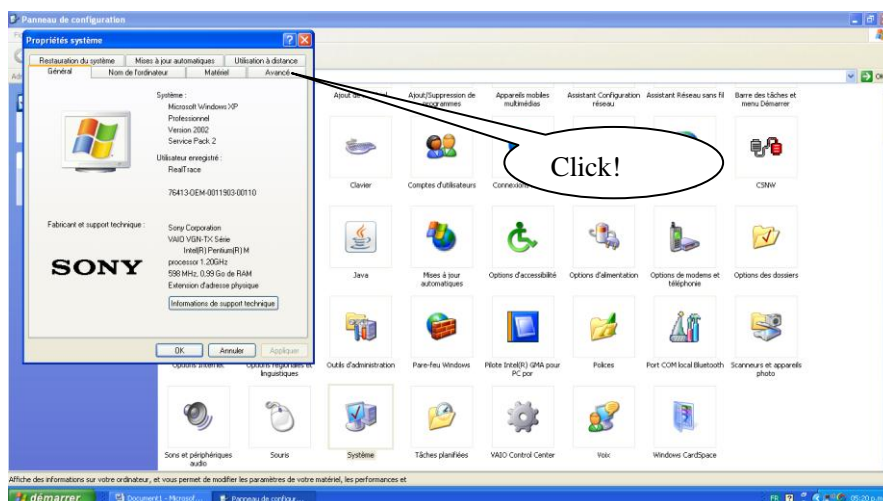 Panneau de configuration
Propriétés système
Restauration du système Mises à jour automatiques Utilisation à distance
Général Nom de l'ordinateur Matériel Avancé
Système :
Microsoft Windows XP
Professionnel
Version 2002
Service Pack 2
Utilisateur enregistré :
RealTrace
76413-OEM-0011903-00110
Fabricant et support technique :
Sony Corporation
VAIO VGN-TX Série
Intel(R) Pentium(R) M
processor 1.20GHz
598 MHz, 0,99 Go de RAM
Extension d'adresse physique
SONY
Informations de support technique
OK Annuler Appliquer
Click!
Ajout/Suppression de programmes
Appareils mobiles multimédias
Assistant Configuration réseau
Assistant Réseau sans fil
Barre des tâches et menu Démarrer
Clavier
Comptes d'utilisateurs
CSNW
Java
Mises à jour automatiques
Options d'accessibilité
Options d'alimentation
Options de modems et téléphonie
Options des dossiers
Options Internet
Options régionales et linguistiques
Outils d'administration
Pare-feu Windows
Pilote Intel(R) GMA pour PC por
Polices
Port COM local Bluetooth
Scanneurs et appareils photo
Sons et périphériques audio
Souris
Système
Tâches planifiées
VAIO Control Center
Voix
Windows CardSpace
Affiche des informations sur votre ordinateur, et vous permet de modifier les paramètres de votre matériel, les performances et
démarrer Document1 - Microsof... Panneau de configur...
FR 05:20 p.m.